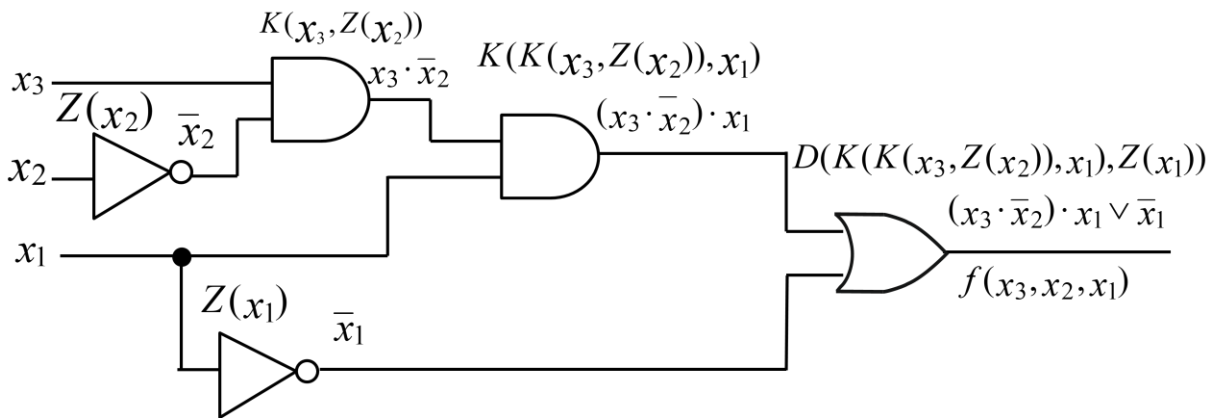 K(x₃,Z(x₂))
x₃
x₃·x̅₂
K(K(x₃,Z(x₂)),x₁)
Z(x₂)
x̅₂
(x₃·x̅₂)·x₁
x₂
D(K(K(x₃,Z(x₂)),x₁),Z(x₁))
(x₃·x̅₂)·x₁∨x̅₁
x₁
f(x₃,x₂,x₁)
Z(x₁)
x̅₁